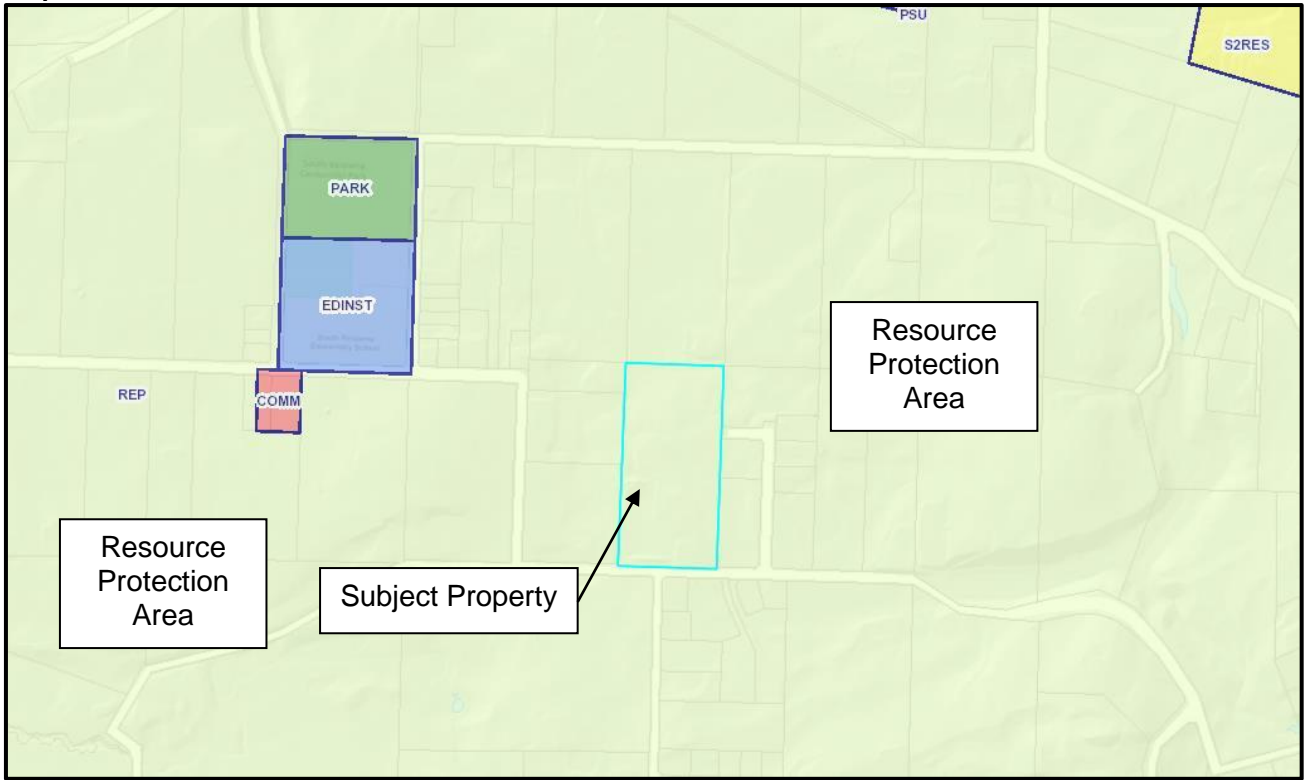 PSU
S2RES
PARK
EDINST
REP
COMM
Resource
Protection
Area
Resource
Protection
Area
Subject Property